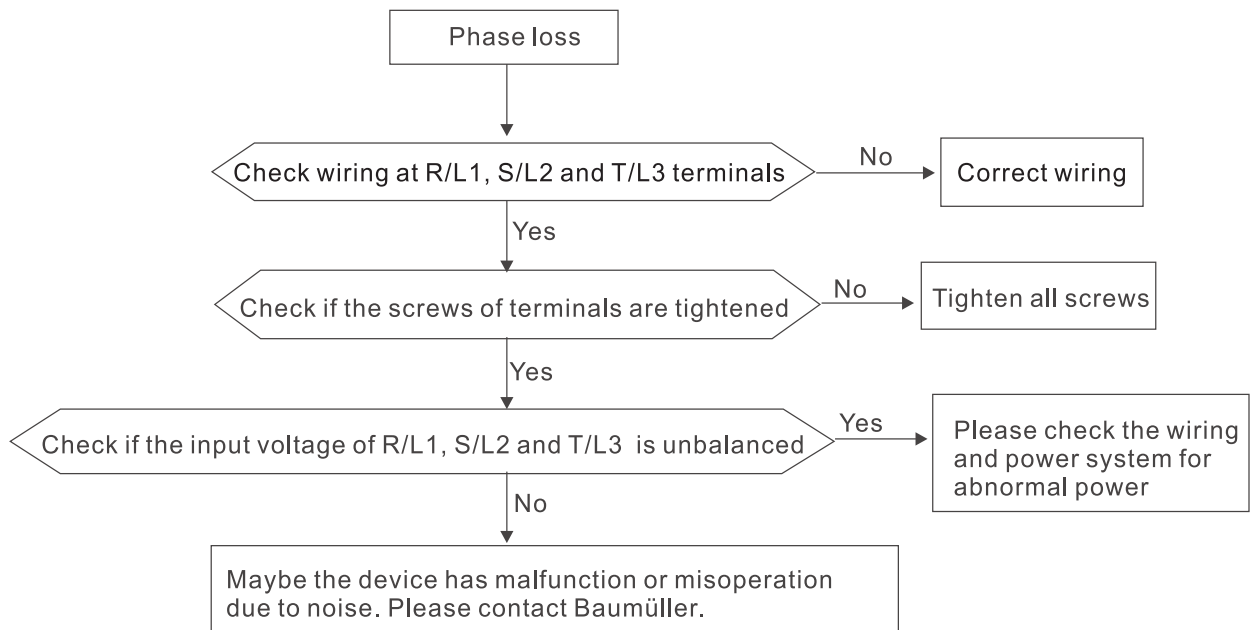 Phase loss
Check wiring at R/L1, S/L2 and T/L3 terminals
No
Correct wiring
Yes
Check if the screws of terminals are tightened
No
Tighten all screws
Yes
Check if the input voltage of R/L1, S/L2 and T/L3 is unbalanced
Yes
Please check the wiring
and power system for
abnormal power
No
Maybe the device has malfunction or misoperation
due to noise. Please contact Baumüller.